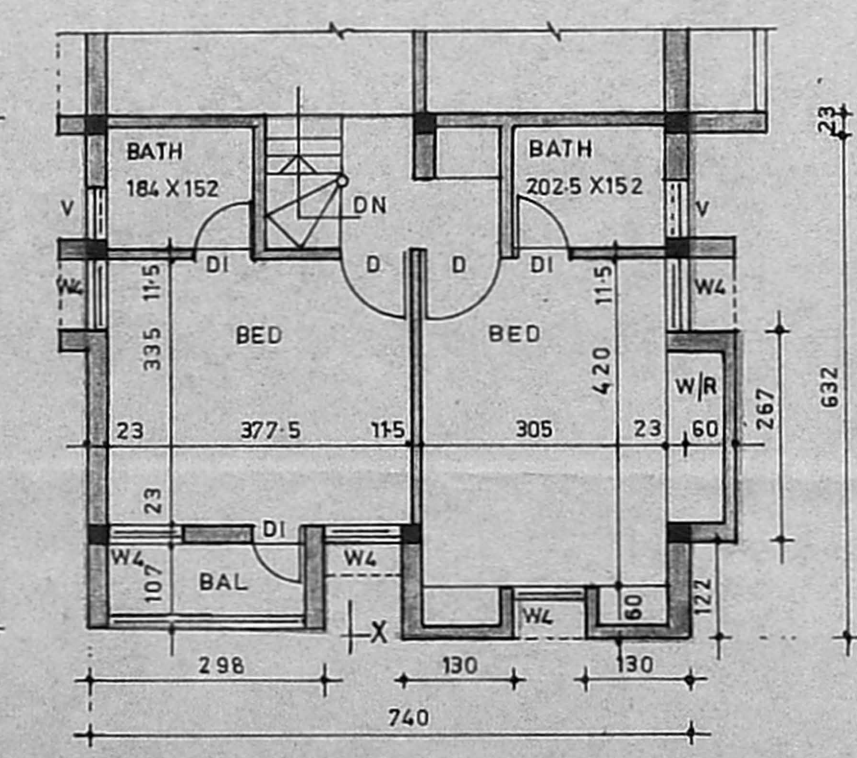 BATH
184 X 152
BATH
202·5 X 152
23
V
DN
V
D1
D
D
D1
W4
11·5
11·5
W4
BED
BED
335
420
W/R
632
267
23
377·5
11·5
305
23
60
23
D1
W4
W4
107
BAL
W4
60
122
X
298
130
130
740